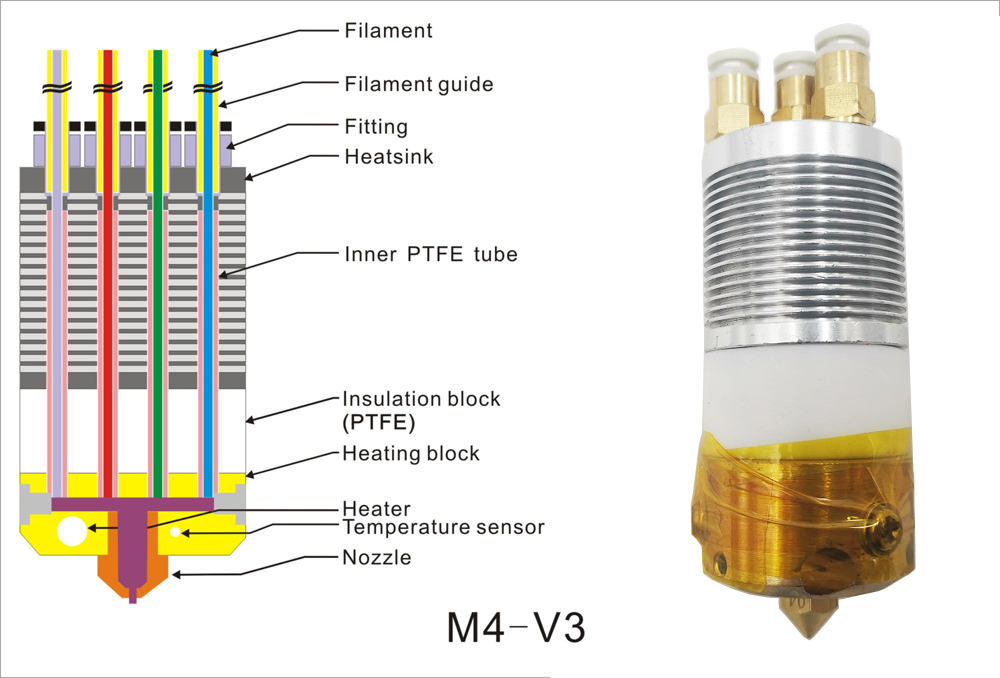 Filament
Filament guide
Fitting
Heatsink
Inner PTFE tube
Insulation block
(PTFE)
Heating block
Heater
Temperature sensor
Nozzle
M4-V3